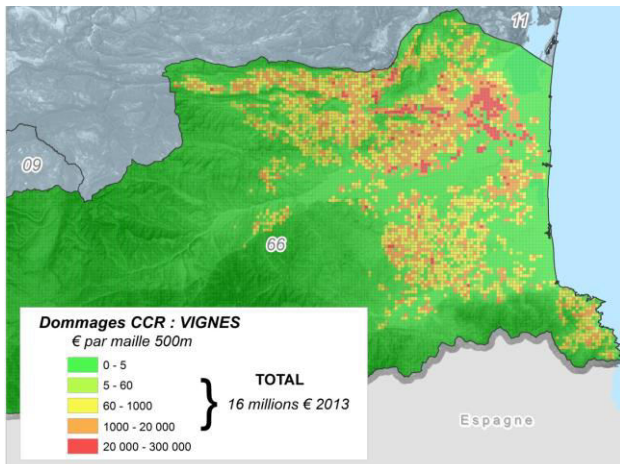 11
09
66
Dommages CCR : VIGNES
€ par maille 500m
0 - 5
5 - 60
60 - 1000
1000 - 20 000
20 000 - 300 000
TOTAL
16 millions € 2013
Espagne